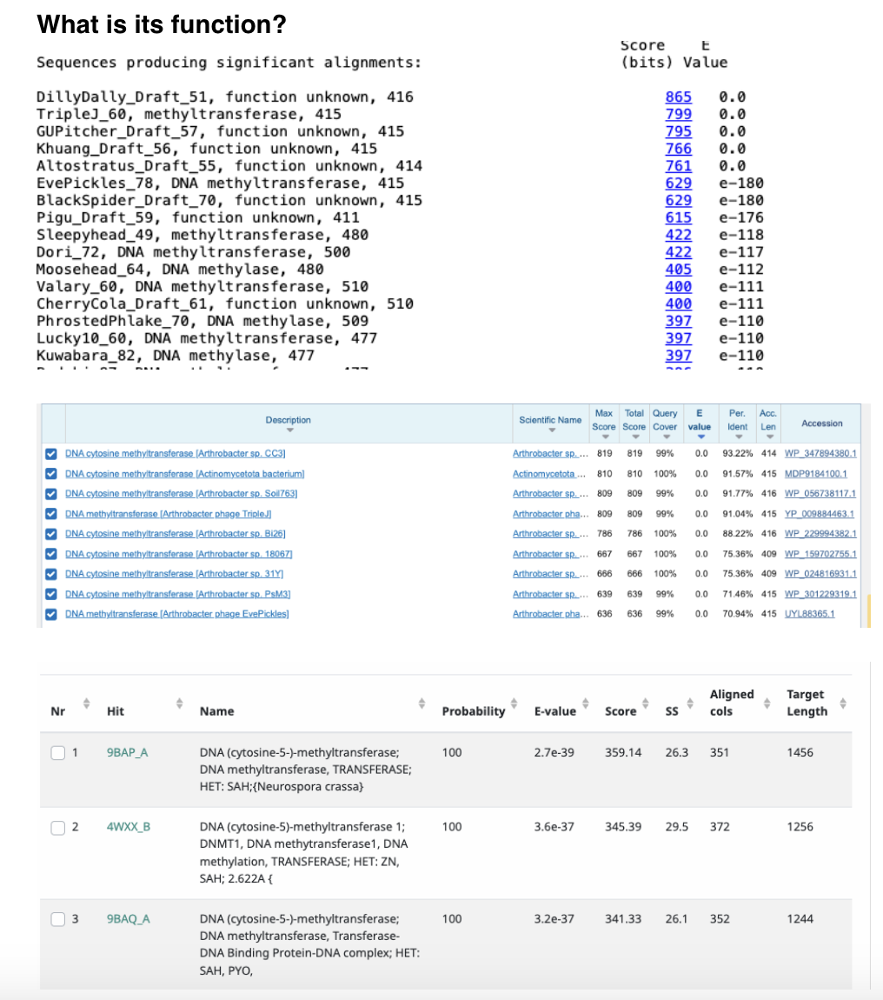 What is its function?
Score E
Sequences producing significant alignments: (bits) Value
DillyDally_Draft_51, function unknown, 416 865 0.0
TripleJ_60, methyltransferase, 415 799 0.0
GUPitcher_Draft_57, function unknown, 415 795 0.0
Khuang_Draft_56, function unknown, 415 766 0.0
Altostratus_Draft_55, function unknown, 414 761 0.0
EvePickles_78, DNA methyltransferase, 415 629 e-180
BlackSpider_Draft_70, function unknown, 415 629 e-180
Pigu_Draft_59, function unknown, 411 615 e-176
Sleepyhead_49, methyltransferase, 480 422 e-118
Dori_72, DNA methyltransferase, 500 422 e-117
Moosehead_64, DNA methylase, 480 405 e-112
Valary_60, DNA methyltransferase, 510 400 e-111
CherryCola_Draft_61, function unknown, 510 400 e-111
PhrostedPhlake_70, DNA methylase, 509 397 e-110
Lucky10_60, DNA methyltransferase, 477 397 e-110
Kuwabara_82, DNA methylase, 477 397 e-110
Description Scientific Name Max Score Total Score Query Cover E value Per. Ident Acc. Len Accession
DNA cytosine methyltransferase [Arthrobacter sp. CC3] Arthrobacter sp. ... 819 819 99% 0.0 93.22% 414 WP_347894380.1
DNA cytosine methyltransferase [Actinomycetota bacterium] Actinomycetota ... 810 810 100% 0.0 91.57% 415 MDP9184100.1
DNA cytosine methyltransferase [Arthrobacter sp. Soil763] Arthrobacter sp. ... 809 809 99% 0.0 91.77% 416 WP_056738117.1
DNA methyltransferase [Arthrobacter phage TripleJ] Arthrobacter pha... 809 809 99% 0.0 91.04% 415 YP_009884463.1
DNA cytosine methyltransferase [Arthrobacter sp. Bi26] Arthrobacter sp. ... 786 786 100% 0.0 88.22% 416 WP_229994382.1
DNA cytosine methyltransferase [Arthrobacter sp. 18067] Arthrobacter sp. ... 667 667 100% 0.0 75.36% 409 WP_159702755.1
DNA cytosine methyltransferase [Arthrobacter sp. 31Y] Arthrobacter sp. ... 666 666 100% 0.0 75.36% 409 WP_024816931.1
DNA cytosine methyltransferase [Arthrobacter sp. PsM3] Arthrobacter sp. ... 639 639 99% 0.0 71.46% 415 WP_301229319.1
DNA methyltransferase [Arthrobacter phage EvePickles] Arthrobacter pha... 636 636 99% 0.0 70.94% 415 UYL88365.1
Aligned Target
Nr Hit Name Probability E-value Score SS cols Length
1 9BAP_A DNA (cytosine-5-)-methyltransferase; 100 2.7e-39 359.14 26.3 351 1456
DNA methyltransferase, TRANSFERASE;
HET: SAH;{Neurospora crassa}
2 4WXX_B DNA (cytosine-5)-methyltransferase 1; 100 3.6e-37 345.39 29.5 372 1256
DNMT1, DNA methytransferase1, DNA
methylation, TRANSFERASE; HET: ZN,
SAH; 2.622A {
3 9BAQ_A DNA (cytosine-5-)-methyltransferase; 100 3.2e-37 341.33 26.1 352 1244
DNA methyltransferase, Transferase-
DNA Binding Protein-DNA complex; HET:
SAH, PYO,